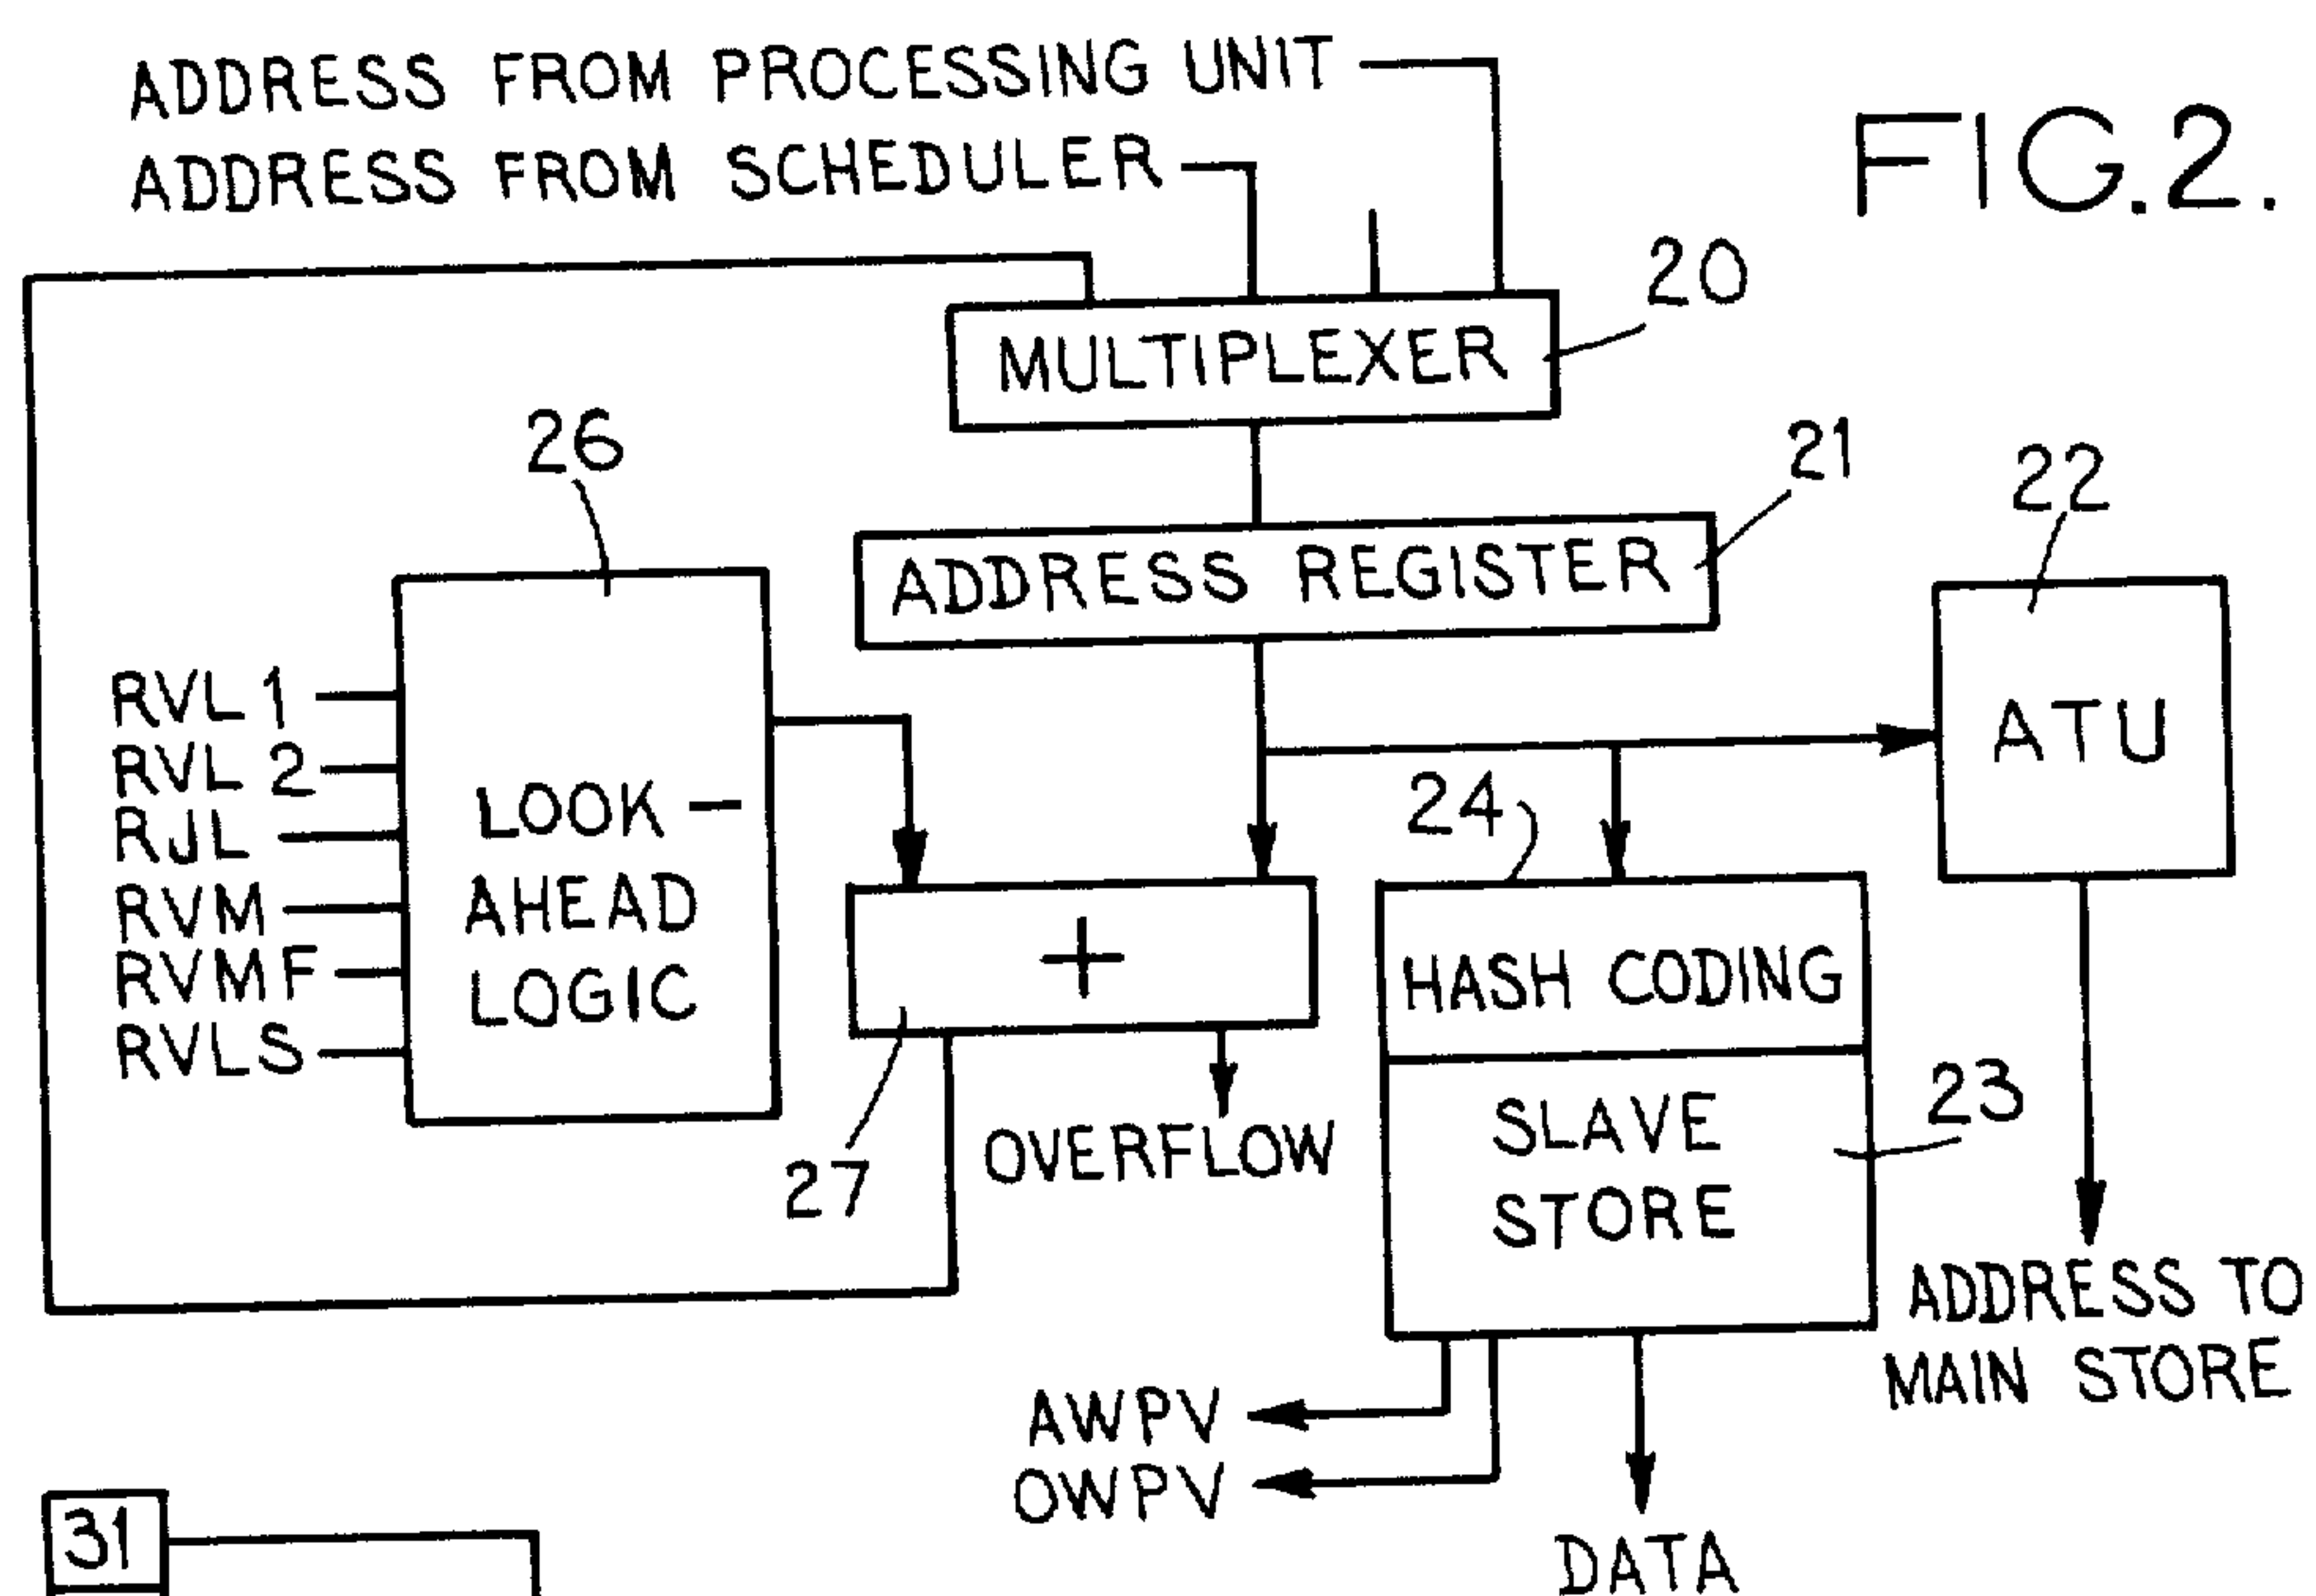 ADDRESS FROM PROCESSING UNIT
ADDRESS FROM SCHEDULER
FIG.2.
20
MULTIPLEXER
21
22
26
ADDRESS REGISTER
RVL 1
RVL 2
RJL
RVM
RVMF
RVLS
LOOK-
AHEAD
LOGIC
ATU
24
+
HASH CODING
23
SLAVE
STORE
27
OVERFLOW
ADDRESS TO
MAIN STORE
AWPV
OWPV
DATA
31